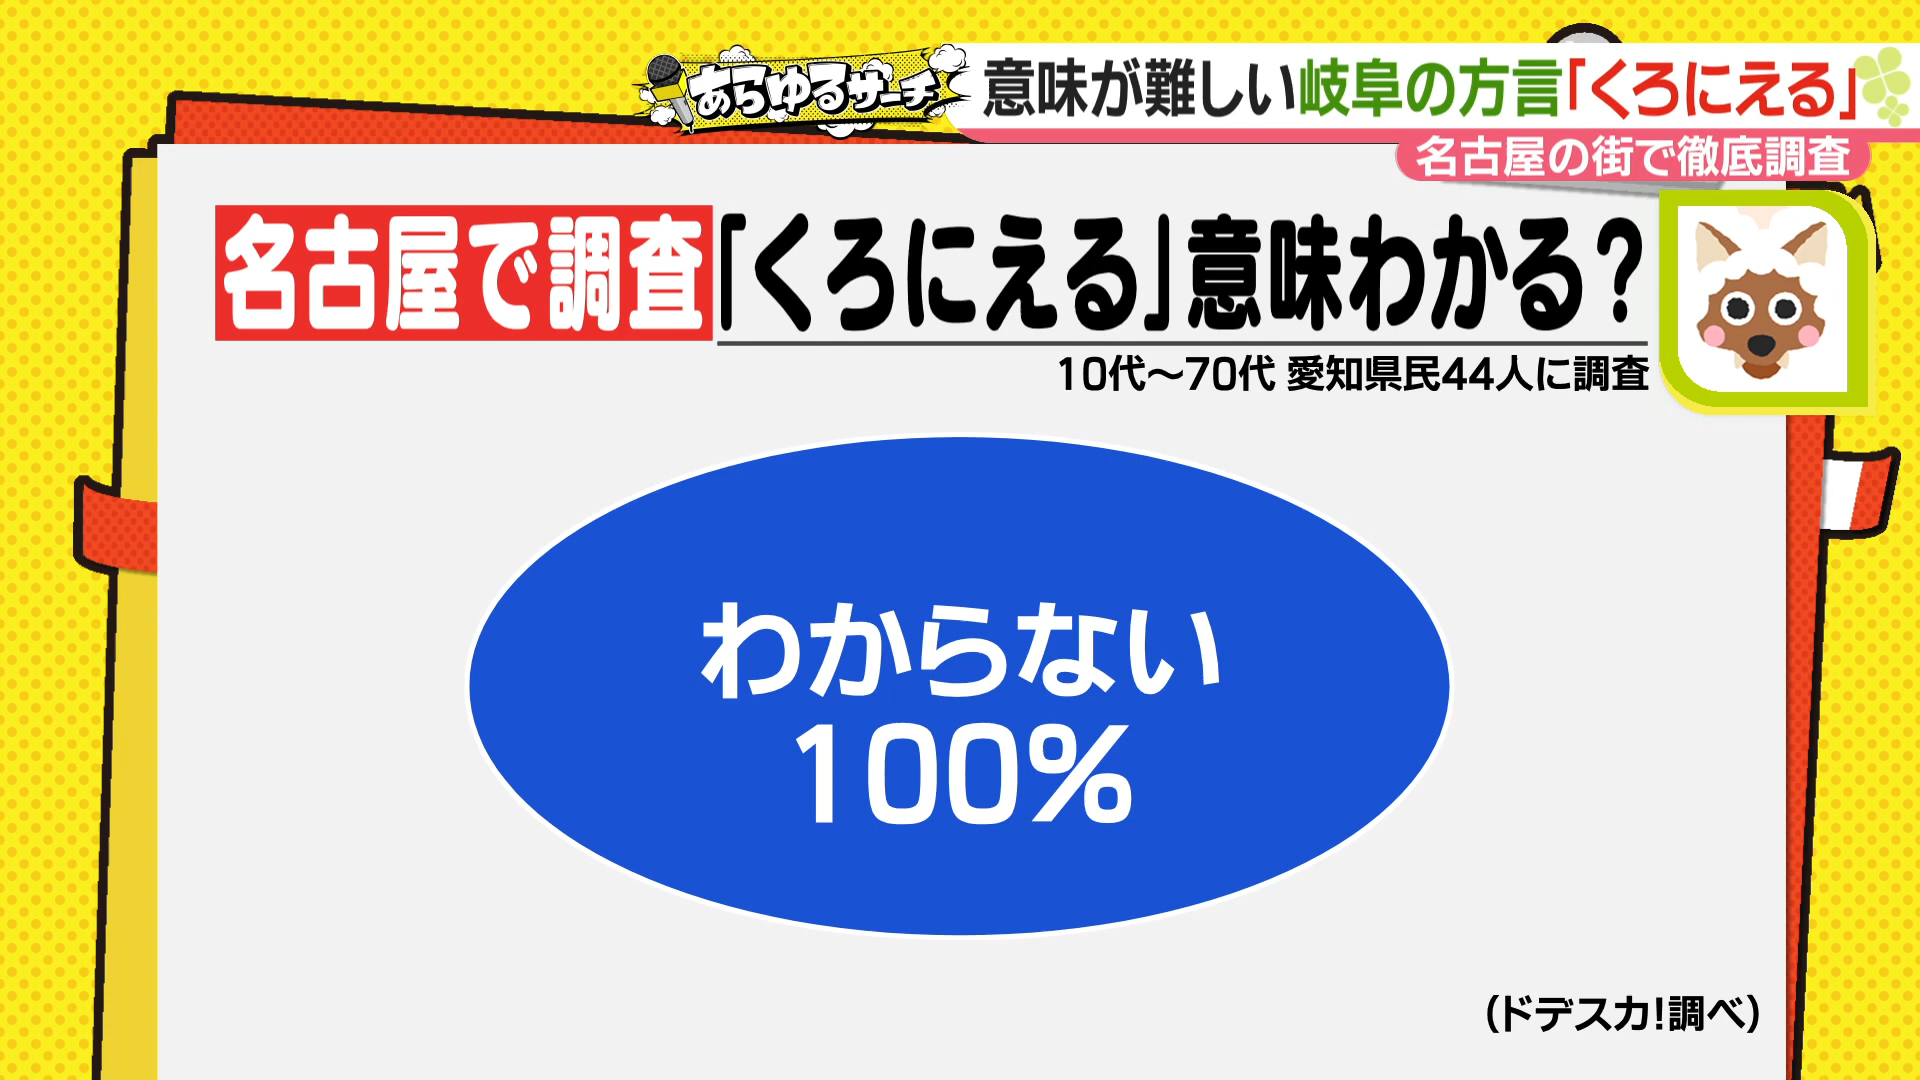 あらゆるサーチ
意味が難しい岐阜の方言「くろにえる」
名古屋の街で徹底調査
名古屋で調査「くろにえる」意味わかる？
10代〜70代 愛知県民44人に調査
わからない
100%
(ドデスカ!調べ)